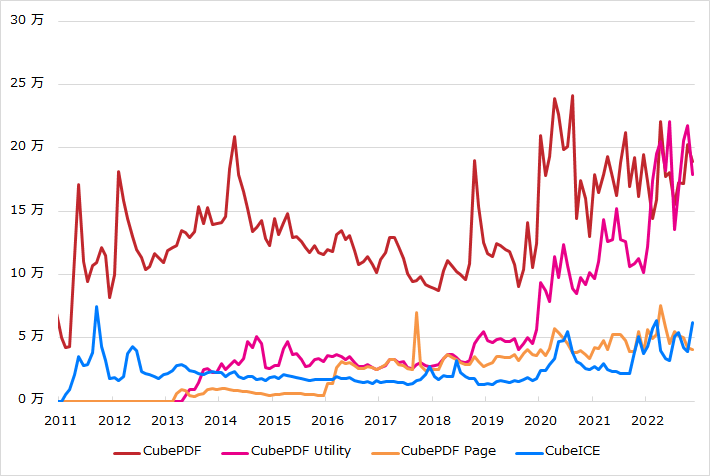 30 万
25 万
20 万
15 万
10 万
5 万
0 万
2011 2012 2013 2014 2015 2016 2017 2018 2019 2020 2021 2022
CubePDF CubePDF Utility CubePDF Page CubeICE